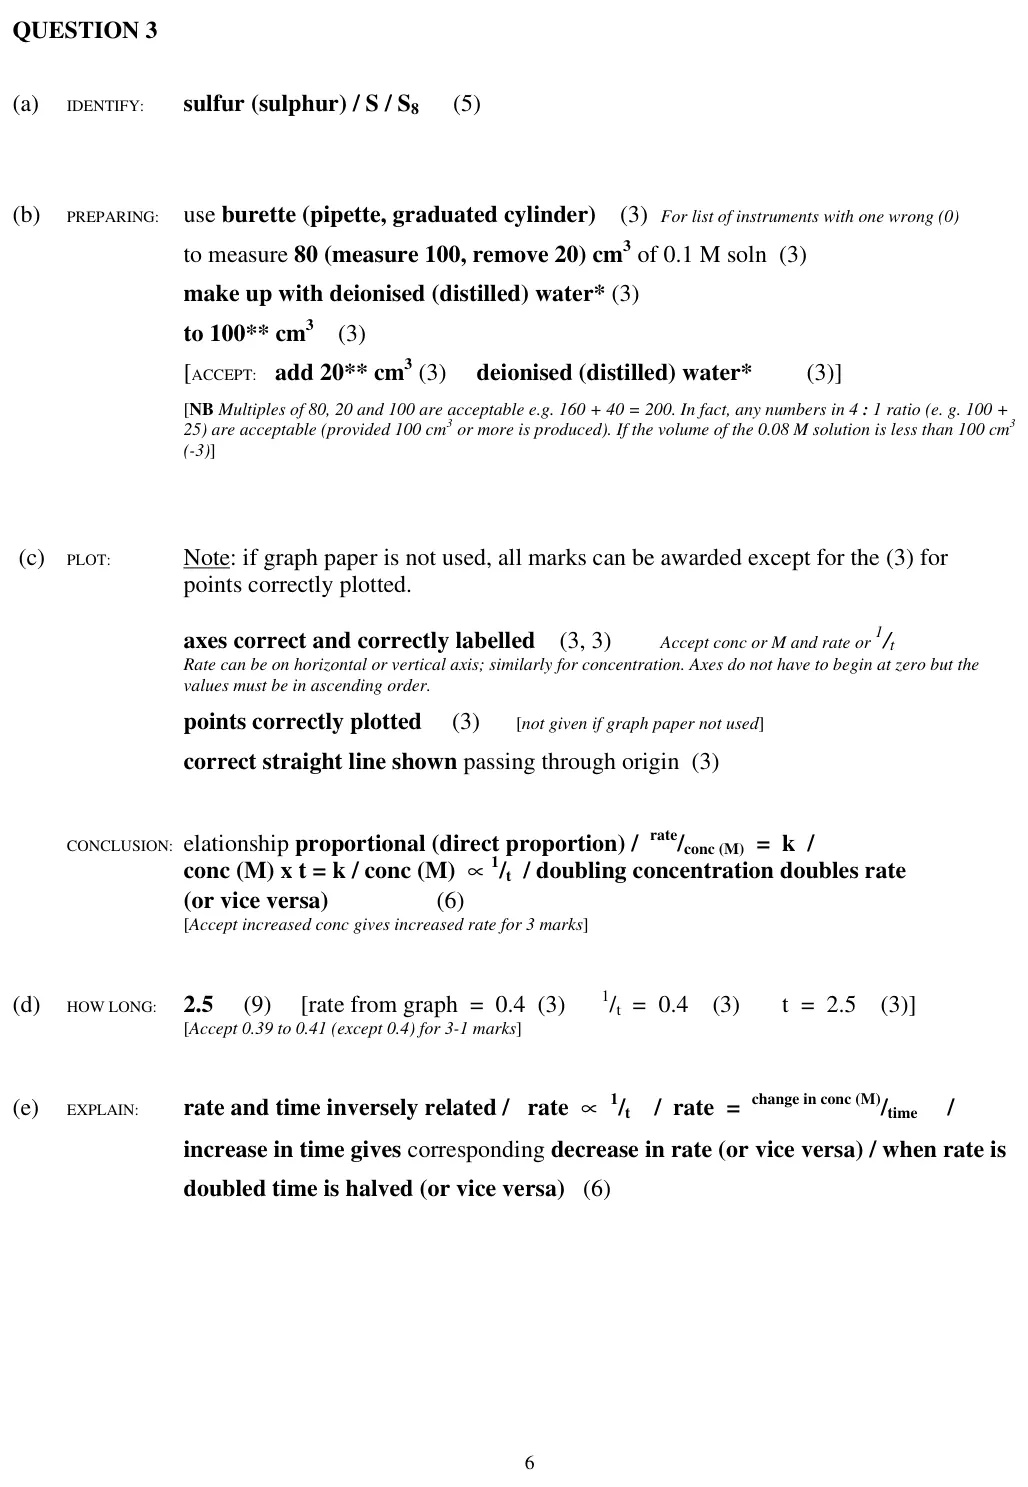 QUESTION 3
(a) IDENTIFY: sulfur (sulphur) / S / S₈ (5)
(b) PREPARING: use burette (pipette, graduated cylinder) (3) For list of instruments with one wrong (0)
to measure 80 (measure 100, remove 20) cm³ of 0.1 M soln (3)
make up with deionised (distilled) water* (3)
to 100** cm³ (3)
[ACCEPT: add 20** cm³ (3) deionised (distilled) water* (3)]
[NB Multiples of 80, 20 and 100 are acceptable e.g. 160 + 40 = 200. In fact, any numbers in 4 : 1 ratio (e. g. 100 +
25) are acceptable (provided 100 cm³ or more is produced). If the volume of the 0.08 M solution is less than 100 cm³
(-3)]
(c) PLOT: Note: if graph paper is not used, all marks can be awarded except for the (3) for
points correctly plotted.
axes correct and correctly labelled (3, 3) Accept conc or M and rate or ¹/t
Rate can be on horizontal or vertical axis; similarly for concentration. Axes do not have to begin at zero but the
values must be in ascending order.
points correctly plotted (3) [not given if graph paper not used]
correct straight line shown passing through origin (3)
CONCLUSION: elationship proportional (direct proportion) / rate/conc (M) = k /
conc (M) x t = k / conc (M) ∝ ¹/t / doubling concentration doubles rate
(or vice versa) (6)
[Accept increased conc gives increased rate for 3 marks]
(d) HOW LONG: 2.5 (9) [rate from graph = 0.4 (3) ¹/t = 0.4 (3) t = 2.5 (3)]
[Accept 0.39 to 0.41 (except 0.4) for 3-1 marks]
(e) EXPLAIN: rate and time inversely related / rate ∝ ¹/t / rate = change in conc (M)/time /
increase in time gives corresponding decrease in rate (or vice versa) / when rate is
doubled time is halved (or vice versa) (6)
6